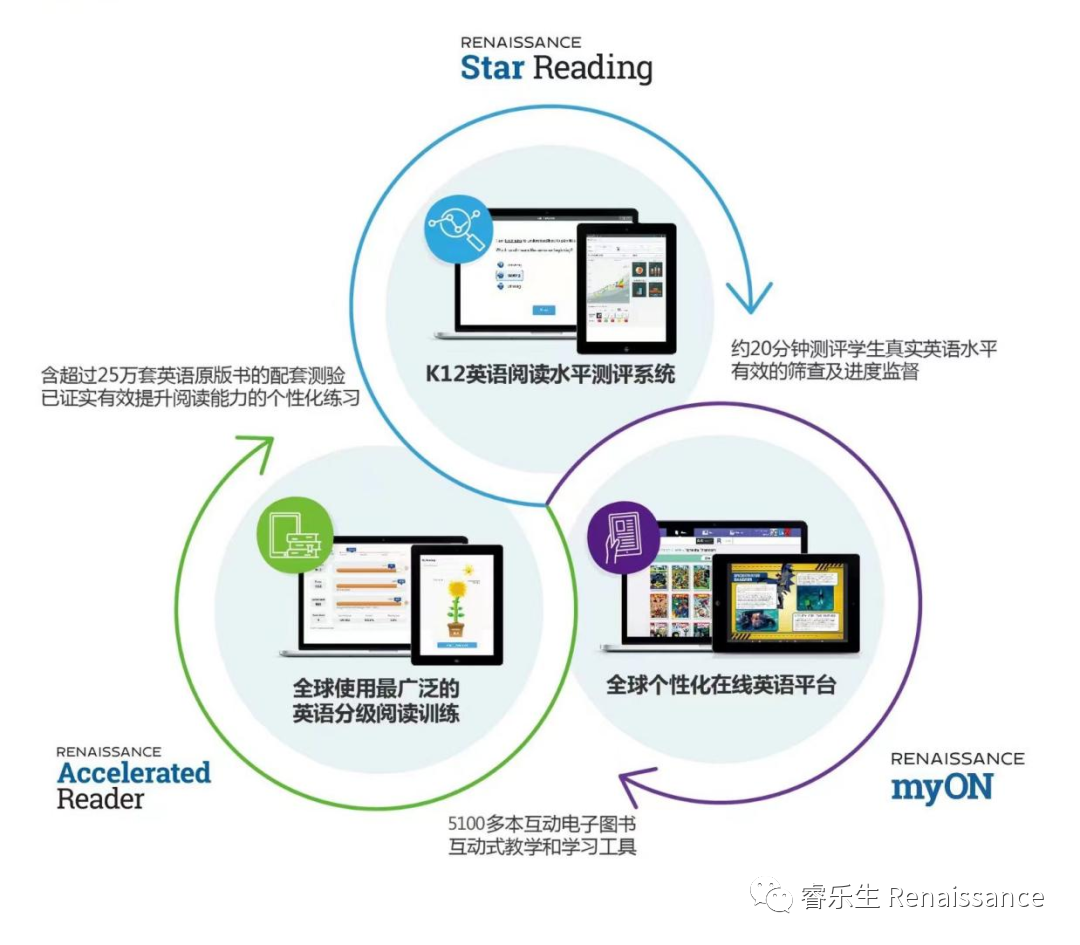 RENAISSANCE
Star Reading
K12英语阅读水平测评系统
约20分钟测评学生真实英语水平
有效的筛查及进度监督
含超过25万套英语原版书的配套测验
已证实有效提升阅读能力的个性化练习
全球使用最广泛的
英语分级阅读训练
全球个性化在线英语平台
RENAISSANCE
Accelerated
Reader
RENAISSANCE
myON
5100多本互动电子图书
互动式教学和学习工具
睿乐生 Renaissance